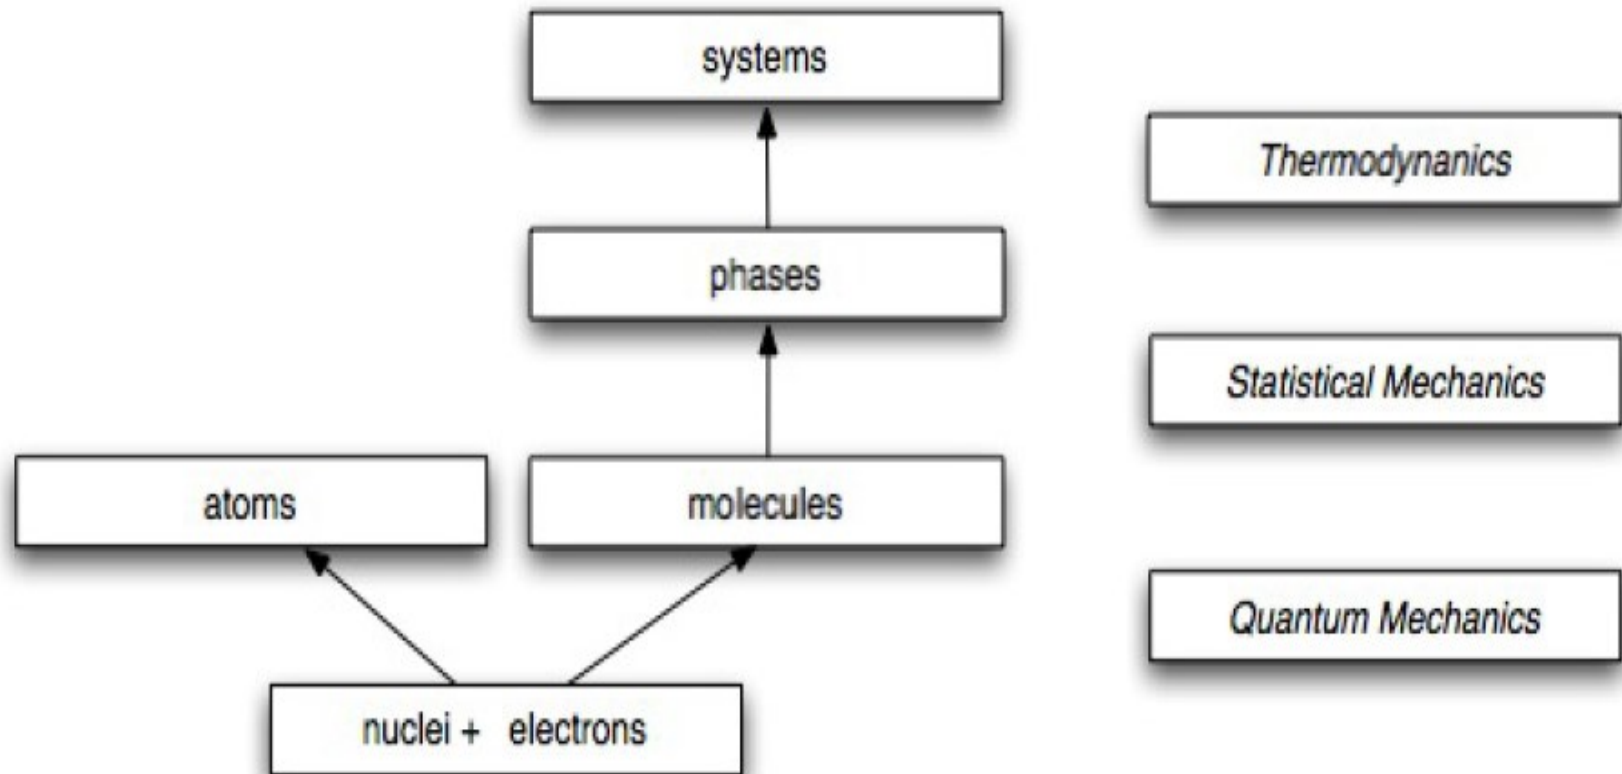 systems
Thermodynanics
phases
Statistical Mechanics
atoms
molecules
Quantum Mechanics
nuclei + electrons